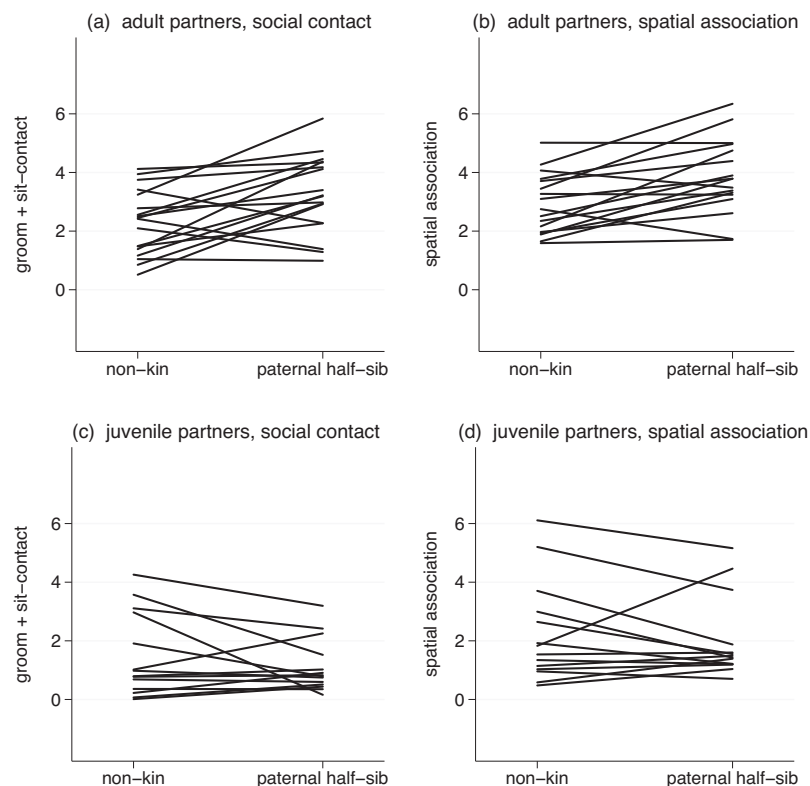 (a) adult partners, social contact
groom + sit−contact
6
4
2
0
non−kin
paternal half−sib
(b) adult partners, spatial association
spatial association
6
4
2
0
non−kin
paternal half−sib
(c) juvenile partners, social contact
groom + sit−contact
6
4
2
0
non−kin
paternal half−sib
(d) juvenile partners, spatial association
spatial association
6
4
2
0
non−kin
paternal half−sib